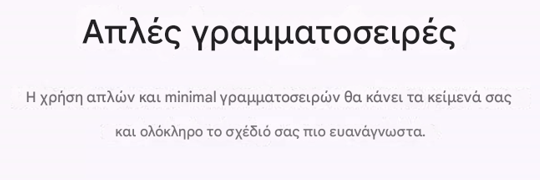 Απλές γραμματοσειρές
Η χρήση απλών και minimal γραμματοσειρών θα κάνει τα κείμενά σας
και ολόκληρο το σχέδιό σας πιο ευανάγνωστα.